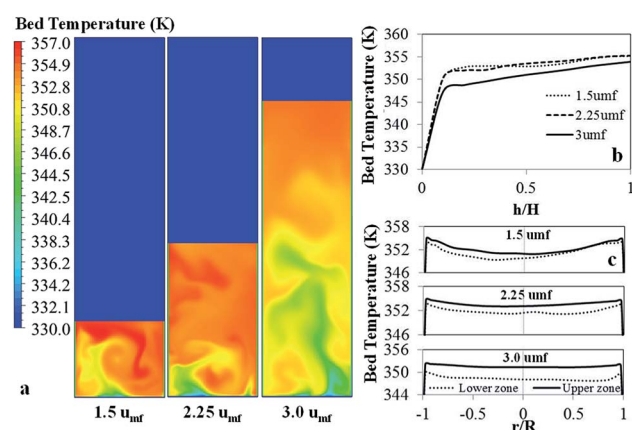 Bed Temperature (K)
357.0
354.9
352.8
350.8
348.7
346.6
344.5
342.5
340.4
338.3
336.2
334.2
332.1
330.0
a
1.5 umf
2.25 umf
3.0 umf
Bed Temperature (K)
360
355
350
345
340
335
330
1.5umf
2.25umf
3umf
b
0
0.5
1
h/H
Bed Temperature (K)
358
352
346
1.5 umf
c
358
352
346
2.25 umf
356
350
344
3.0 umf
Lower zone
Upper zone
-1
-0.5
0
0.5
1
r/R